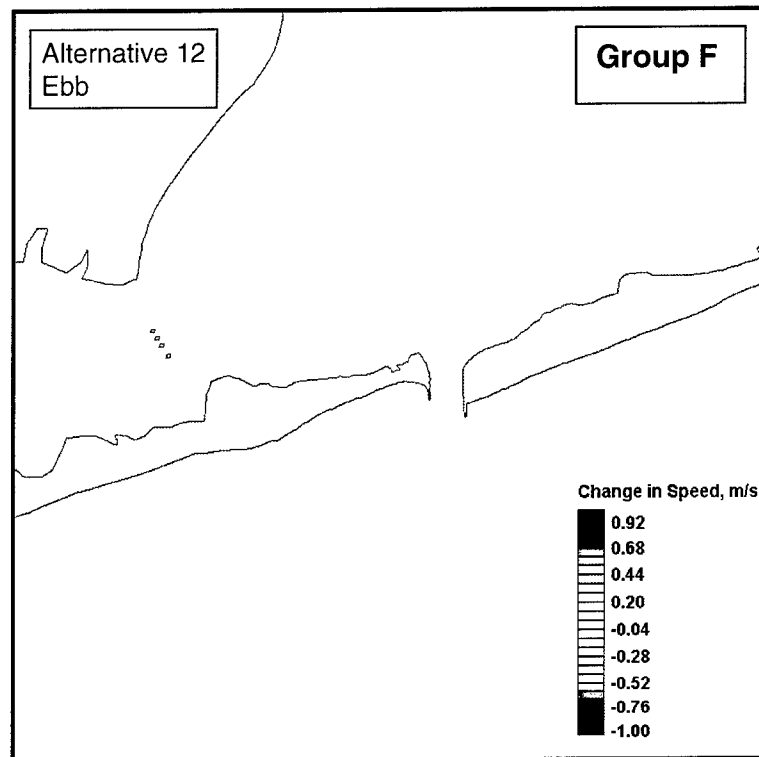 Alternative 12
Ebb
Group F
Change in Speed, m/s
0.92
0.68
0.44
0.20
-0.04
-0.28
-0.52
-0.76
-1.00